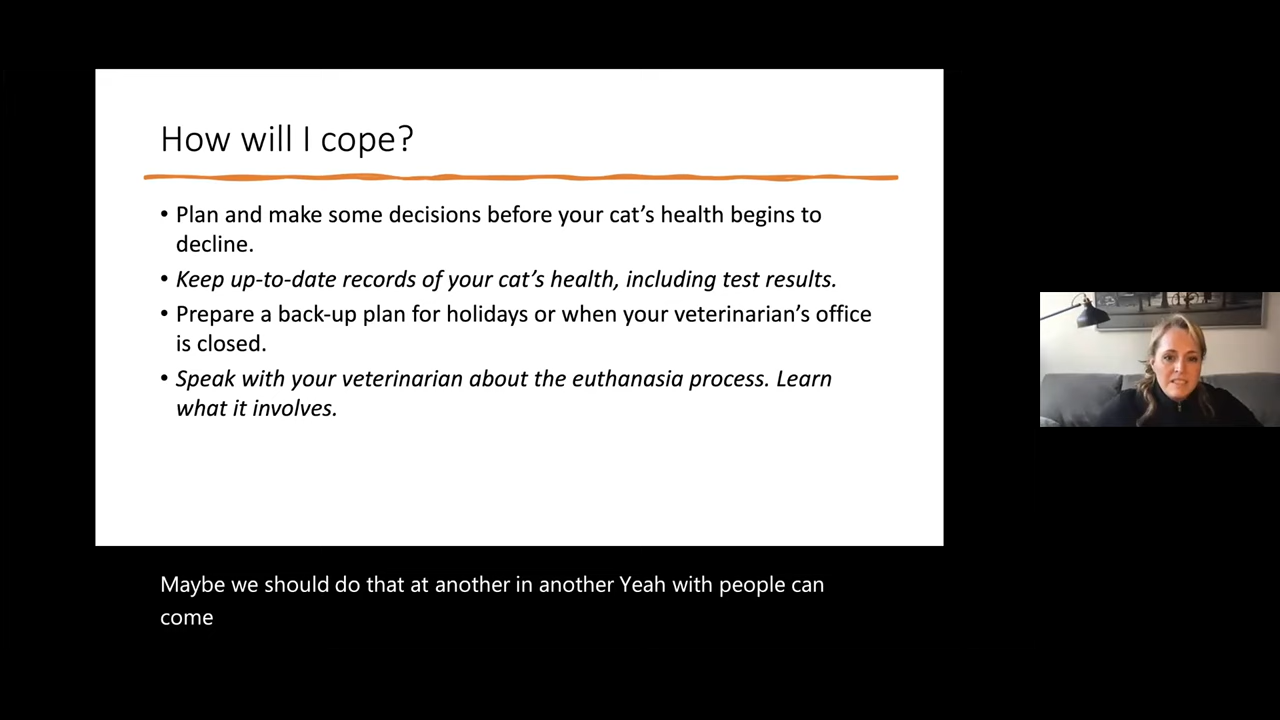 How will I cope?
• Plan and make some decisions before your cat’s health begins to
decline.
• Keep up-to-date records of your cat’s health, including test results.
• Prepare a back-up plan for holidays or when your veterinarian’s office
is closed.
• Speak with your veterinarian about the euthanasia process. Learn
what it involves.
Maybe we should do that at another in another Yeah with people can
come